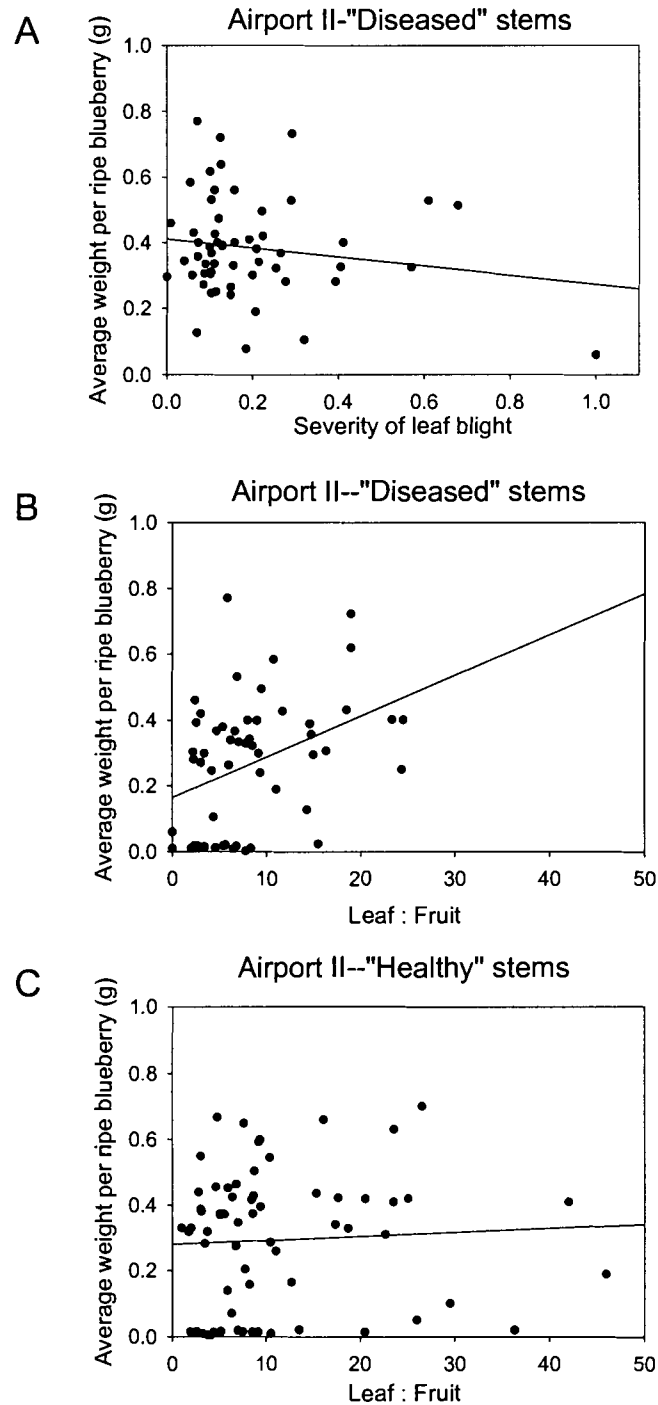 A
Airport II-"Diseased" stems
Average weight per ripe blueberry (g)
1.0
0.8
0.6
0.4
0.2
0.0
0.0 0.2 0.4 0.6 0.8 1.0
Severity of leaf blight
B
Airport II--"Diseased" stems
Average weight per ripe blueberry (g)
1.0
0.8
0.6
0.4
0.2
0.0
0 10 20 30 40 50
Leaf : Fruit
C
Airport II--"Healthy" stems
Average weight per ripe blueberry (g)
1.0
0.8
0.6
0.4
0.2
0.0
0 10 20 30 40 50
Leaf : Fruit